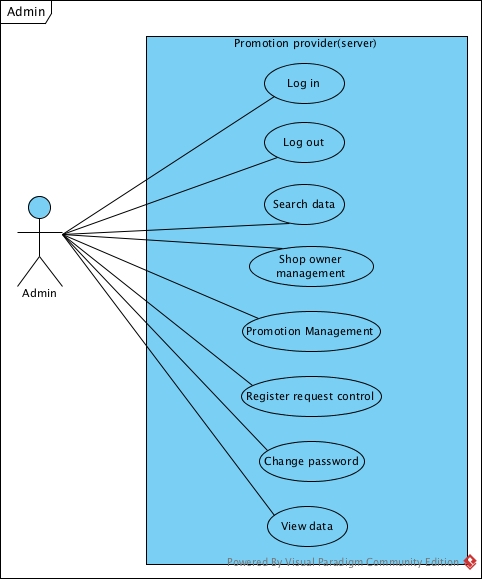 Admin
Promotion provider(server)
Log in
Log out
Search data
Shop owner
management
Admin
Promotion Management
Register request control
Change password
View data
Powered By Visual Paradigm Community Edition